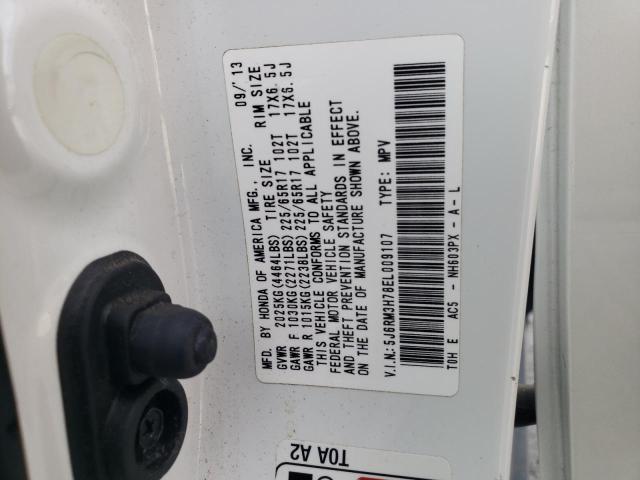 MFD. BY HONDA OF AMERICA MFG., INC. 09/'13
GVWR 2025KG(4464LBS) TIRE SIZE RIM SIZE
GAWR F 1030KG(2271LBS) 225/65R17 102T 17X6.5J
GAWR R 1015KG(2238LBS) 225/65R17 102T 17X6.5J
THIS VEHICLE CONFORMS TO ALL APPLICABLE
FEDERAL MOTOR VEHICLE SAFETY
AND THEFT PREVENTION STANDARDS IN EFFECT
ON THE DATE OF MANUFACTURE SHOWN ABOVE.
V.I.N.:5J6RM3H78EL009107 TYPE: MPV
T0H E AC5 - NH603PX - A - L
T0A A2